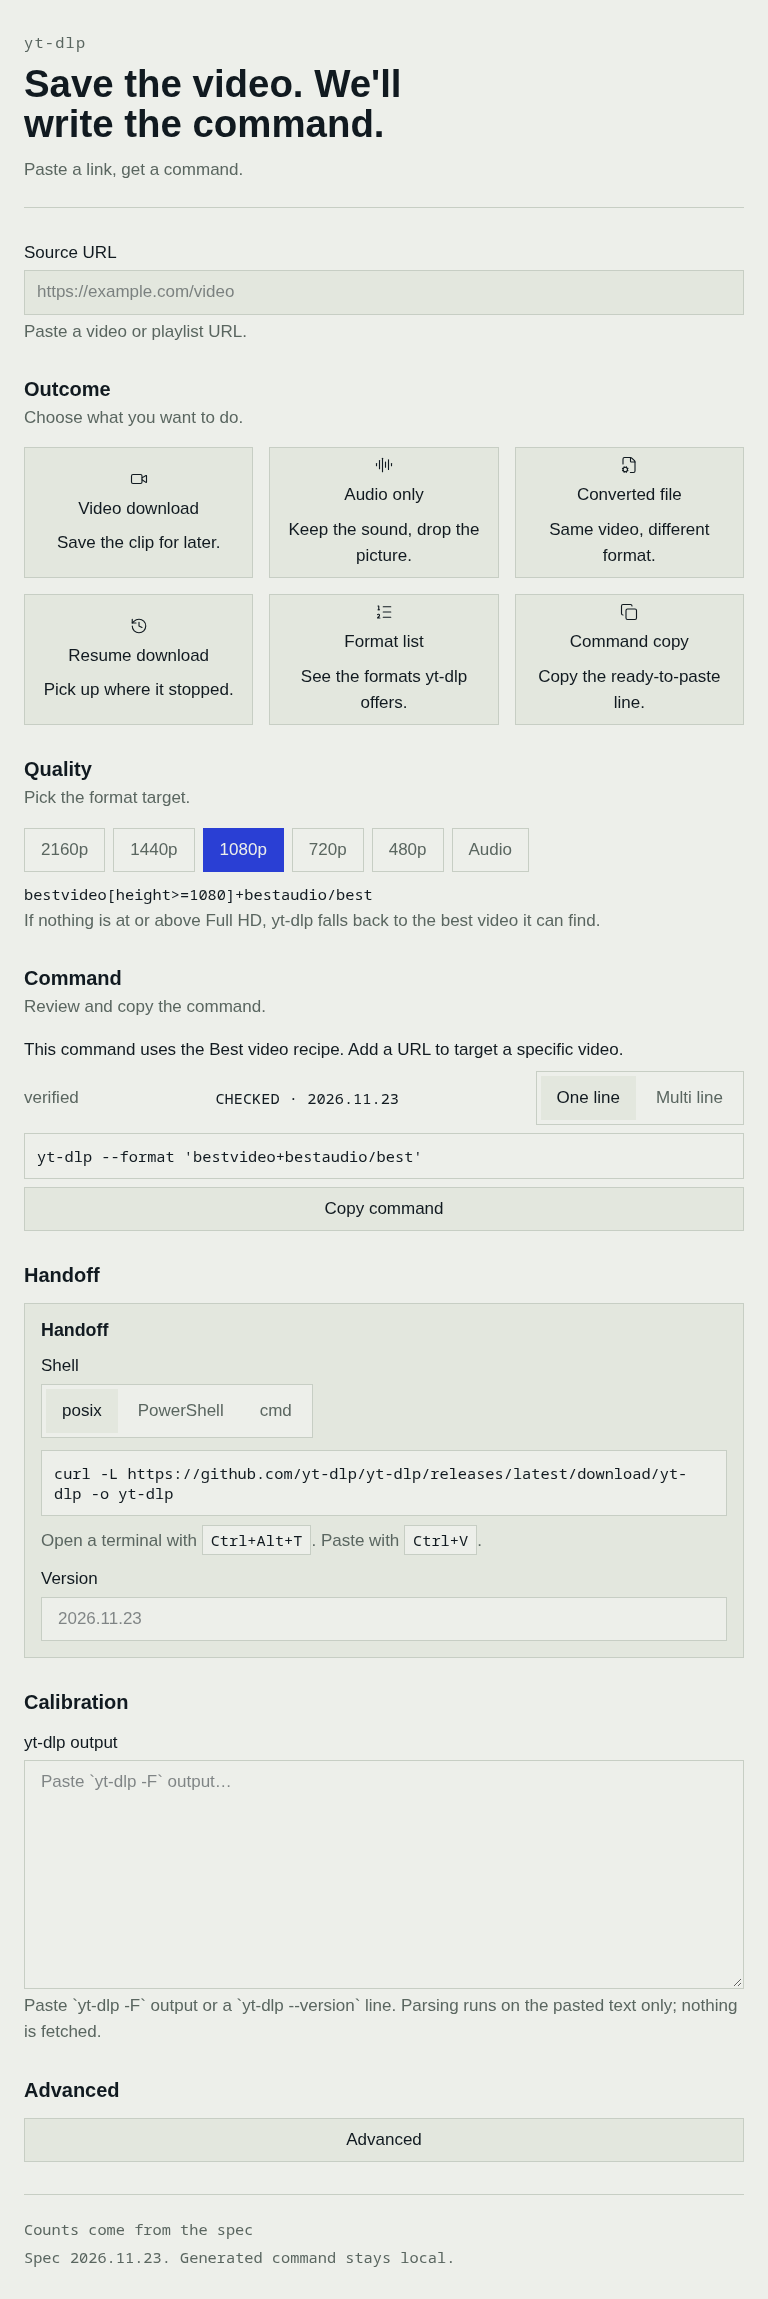 yt-dlp
Save the video. We'll
write the command.
Paste a link, get a command.
Source URL
https://example.com/video
Paste a video or playlist URL.
Outcome
Choose what you want to do.
Video download
Save the clip for later.
Audio only
Keep the sound, drop the
picture.
Converted file
Same video, different
format.
Resume download
Pick up where it stopped.
Format list
See the formats yt-dlp
offers.
Command copy
Copy the ready-to-paste
line.
Quality
Pick the format target.
2160p 1440p 1080p 720p 480p Audio
bestvideo[height>=1080]+bestaudio/best
If nothing is at or above Full HD, yt-dlp falls back to the best video it can find.
Command
Review and copy the command.
This command uses the Best video recipe. Add a URL to target a specific video.
verified CHECKED · 2026.11.23 One line Multi line
yt-dlp --format 'bestvideo+bestaudio/best'
Copy command
Handoff
Handoff
Shell
posix PowerShell cmd
curl -L https://github.com/yt-dlp/yt-dlp/releases/latest/download/yt-
dlp -o yt-dlp
Open a terminal with Ctrl+Alt+T. Paste with Ctrl+V.
Version
2026.11.23
Calibration
yt-dlp output
Paste `yt-dlp -F` output…
Paste `yt-dlp -F` output or a `yt-dlp --version` line. Parsing runs on the pasted text only; nothing
is fetched.
Advanced
Advanced
Counts come from the spec
Spec 2026.11.23. Generated command stays local.